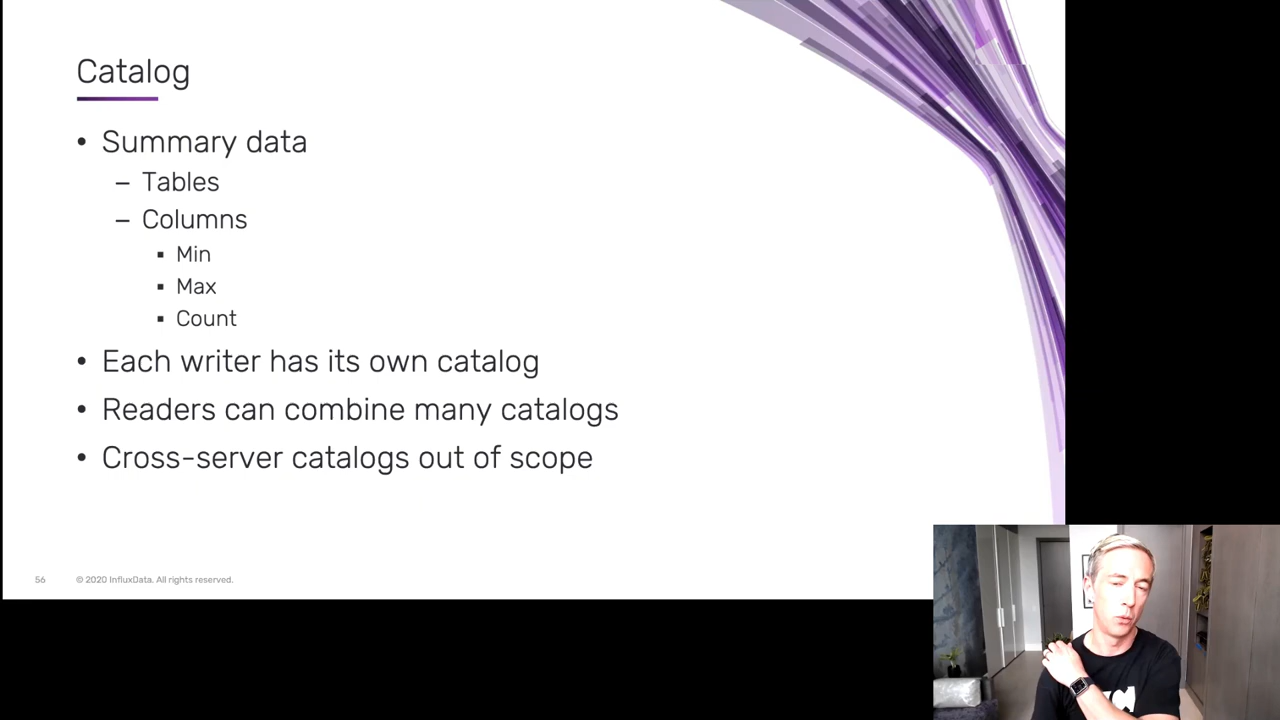 Catalog
• Summary data
– Tables
– Columns
▪ Min
▪ Max
▪ Count
• Each writer has its own catalog
• Readers can combine many catalogs
• Cross-server catalogs out of scope
56 © 2020 InfluxData. All rights reserved.